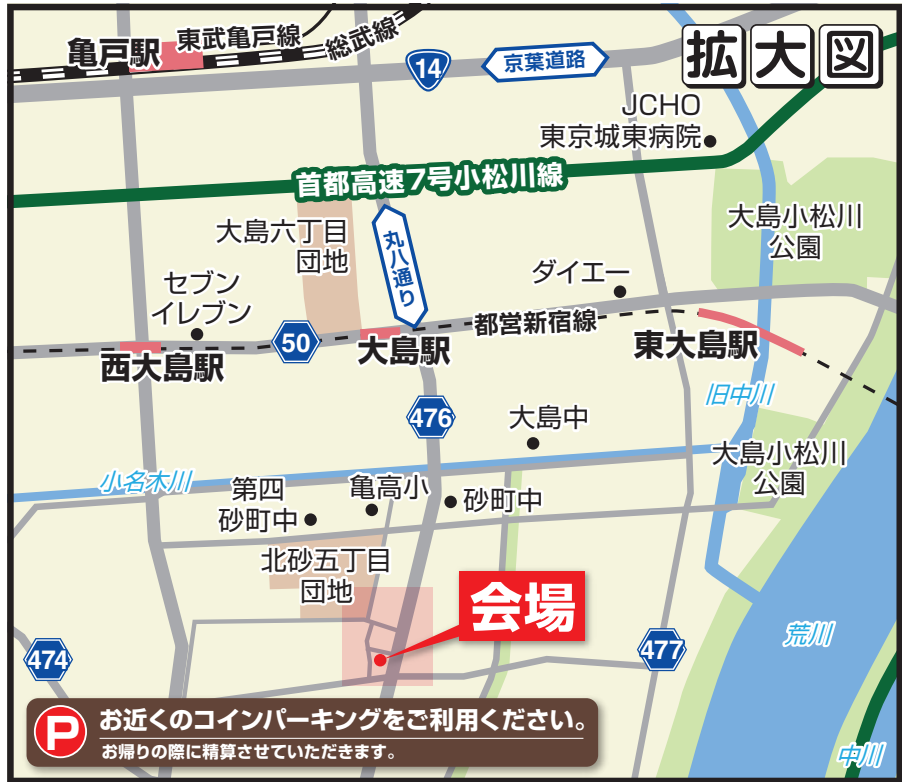 亀戸駅
東武亀戸線
総武線
14
京葉道路
拡大図
JCHO
東京城東病院
首都高速7号小松川線
大島六丁目
団地
丸八通り
大島小松川
公園
セブン
イレブン
ダイエー
50
都営新宿線
西大島駅
大島駅
東大島駅
旧中川
476
大島中
小名木川
第四
砂町中
亀高小
砂町中
大島小松川
公園
北砂五丁目
団地
会場
474
477
荒川
P
お近くのコインパーキングをご利用ください。
お帰りの際に精算させていただきます。
中川